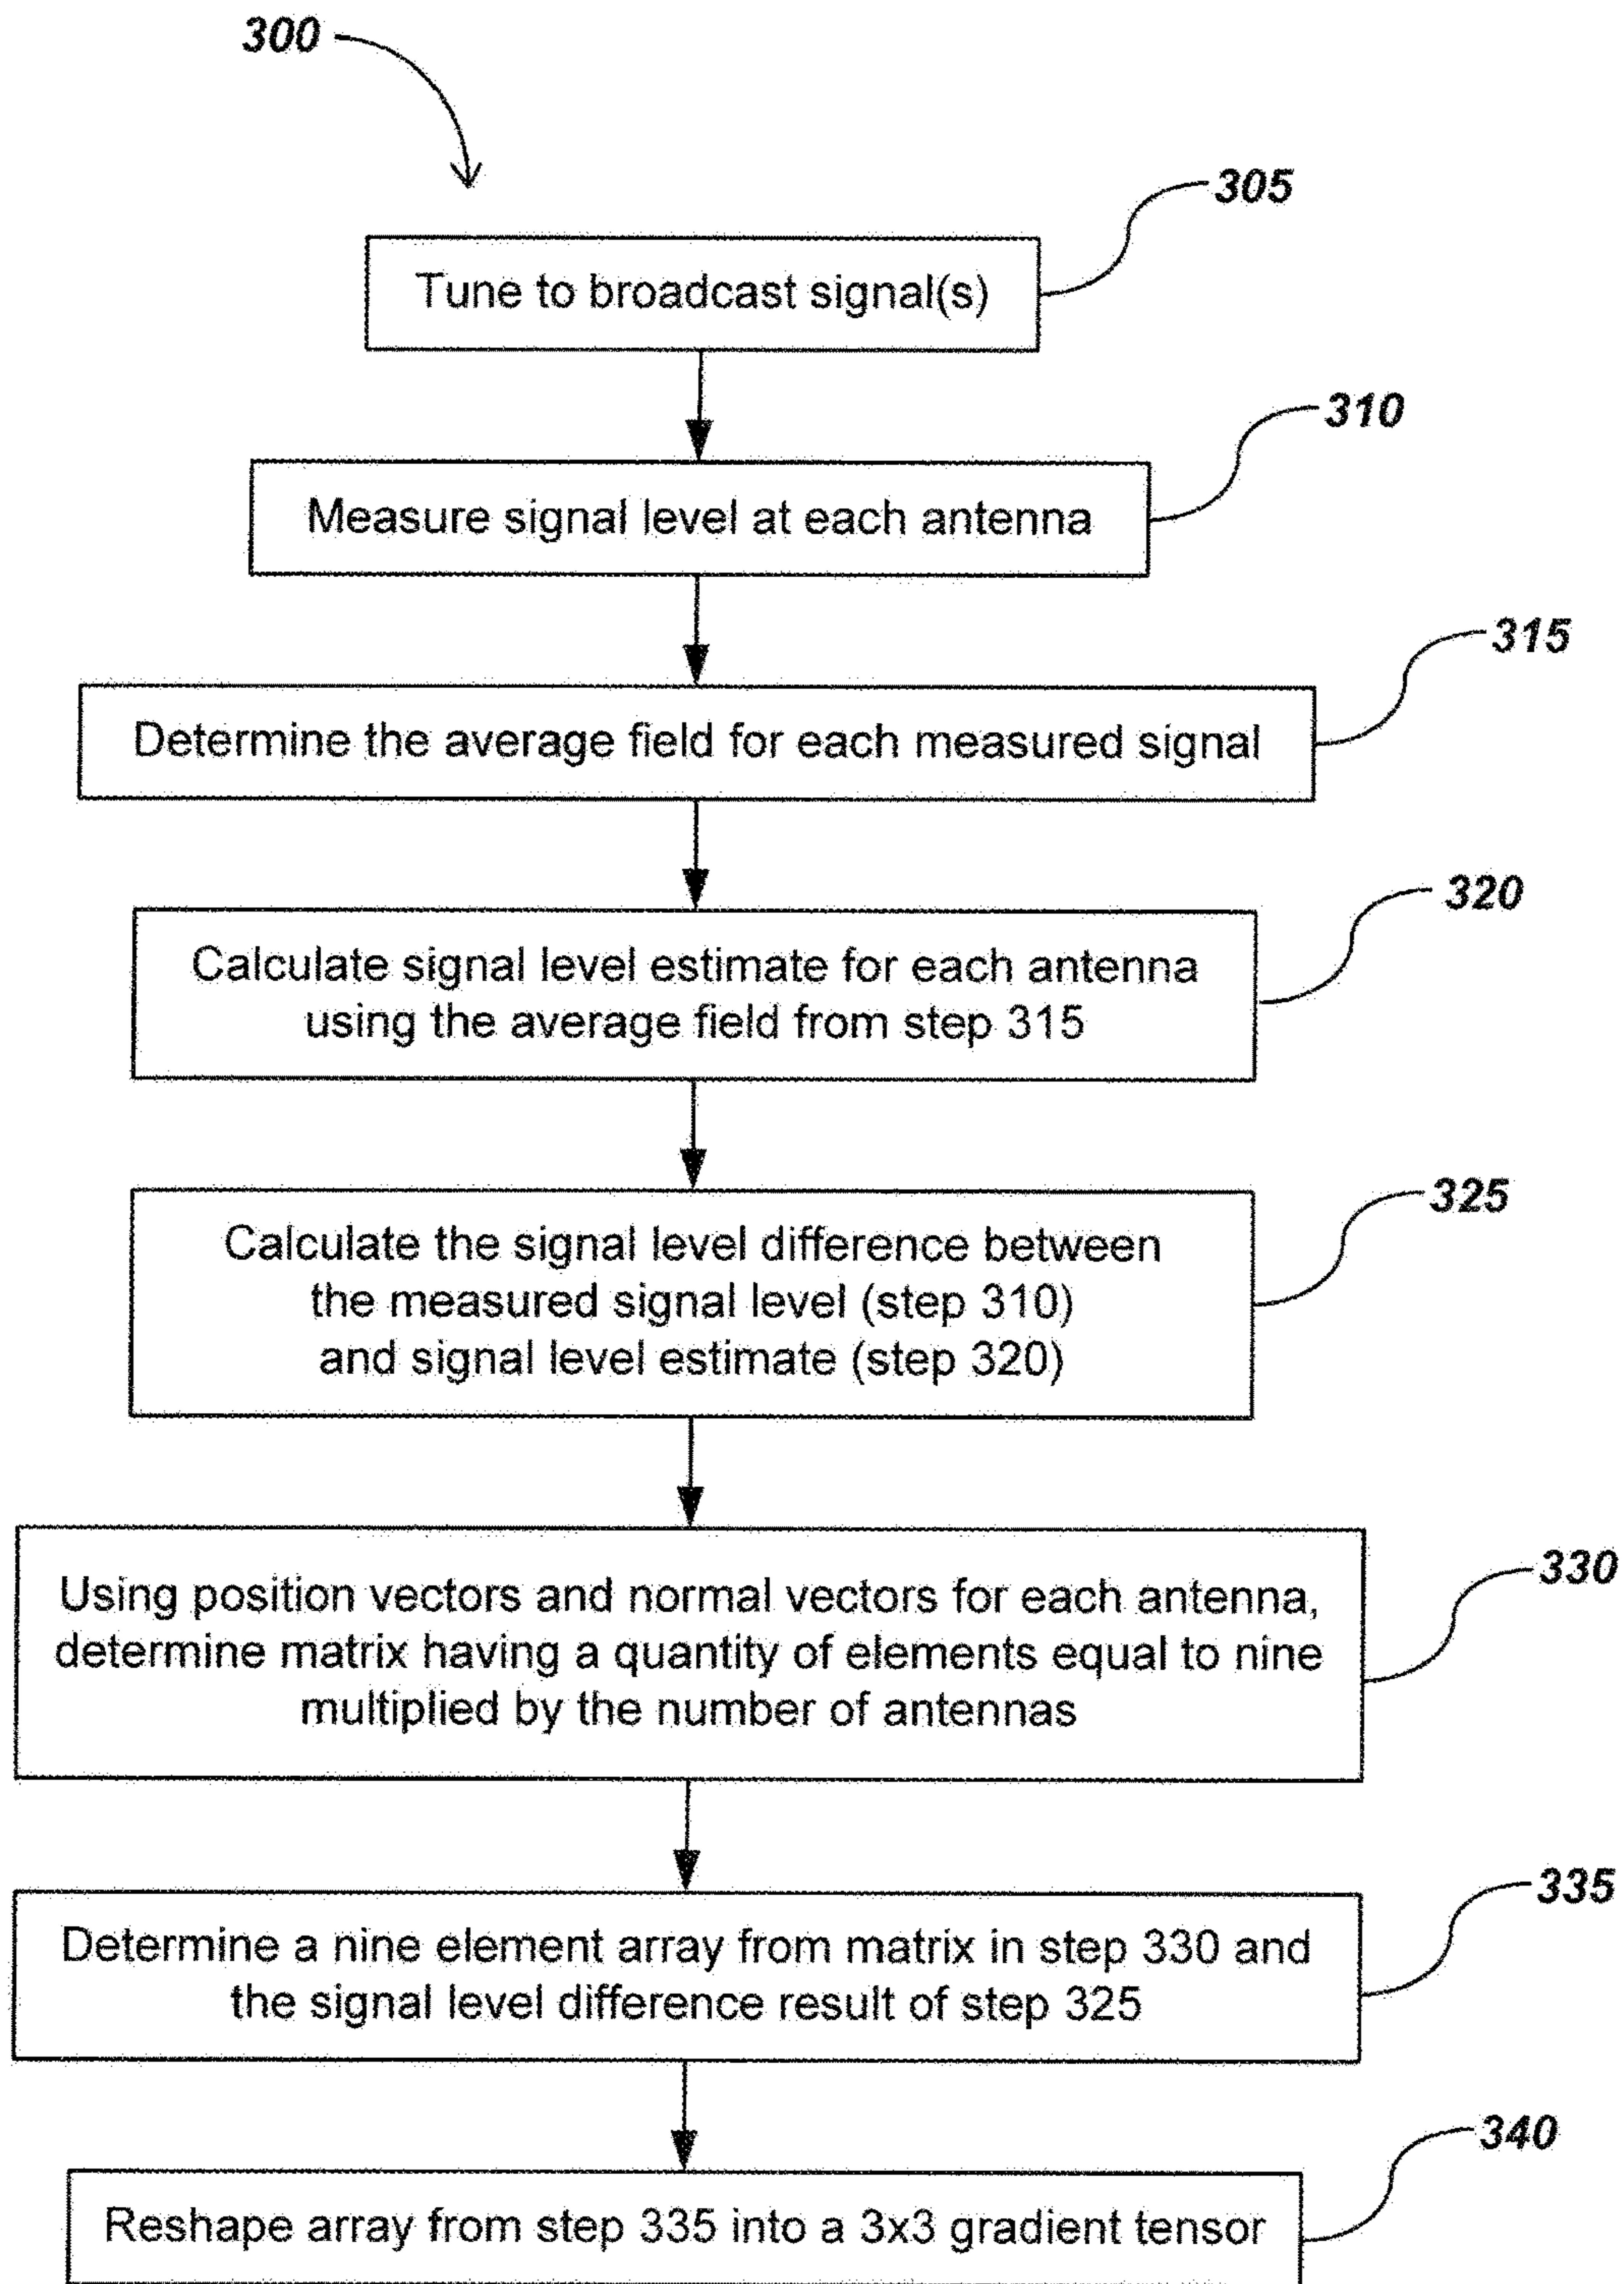 300
305
Tune to broadcast signal(s)
310
Measure signal level at each antenna
315
Determine the average field for each measured signal
320
Calculate signal level estimate for each antenna
using the average field from step 315
325
Calculate the signal level difference between
the measured signal level (step 310)
and signal level estimate (step 320)
330
Using position vectors and normal vectors for each antenna,
determine matrix having a quantity of elements equal to nine
multiplied by the number of antennas
335
Determine a nine element array from matrix in step 330 and
the signal level difference result of step 325
340
Reshape array from step 335 into a 3x3 gradient tensor